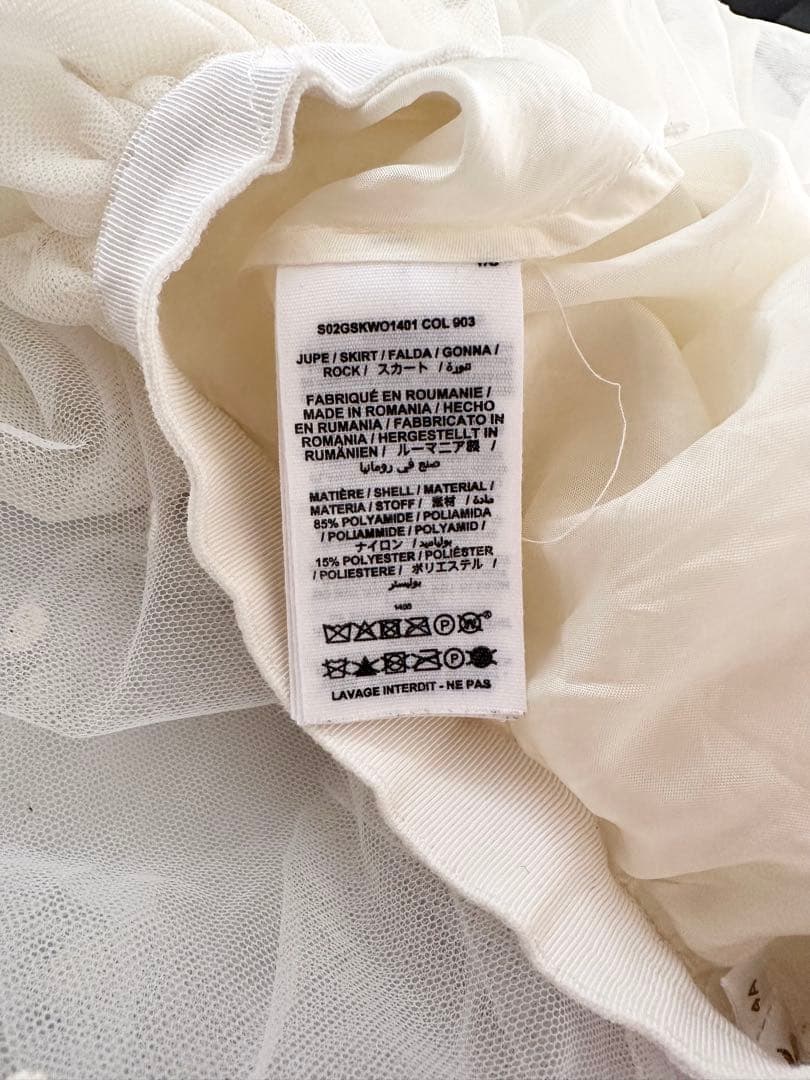 S02GSKWO1401 COL 903
JUPE / SKIRT / FALDA / GONNA /
ROCK / スカート / تنورة /
FABRIQUÉ EN ROUMANIE /
MADE IN ROMANIA / HECHO
EN RUMANIA / FABBRICATO IN
ROMANIA / HERGESTELLT IN
RUMÄNIEN / ルーマニア製 /
صنع في رومانيا
MATIÈRE / SHELL / MATERIAL /
MATERIA / STOFF / 素材 / مادة /
85% POLYAMIDE / POLIAMIDA
/ POLIAMMIDE / POLYAMID /
ナイロン / بولياميد /
15% POLYESTER / POLIÉSTER
/ POLIESTERE / ポリエステル /
بوليستر
P W®
P
LAVAGE INTERDIT - NE PAS